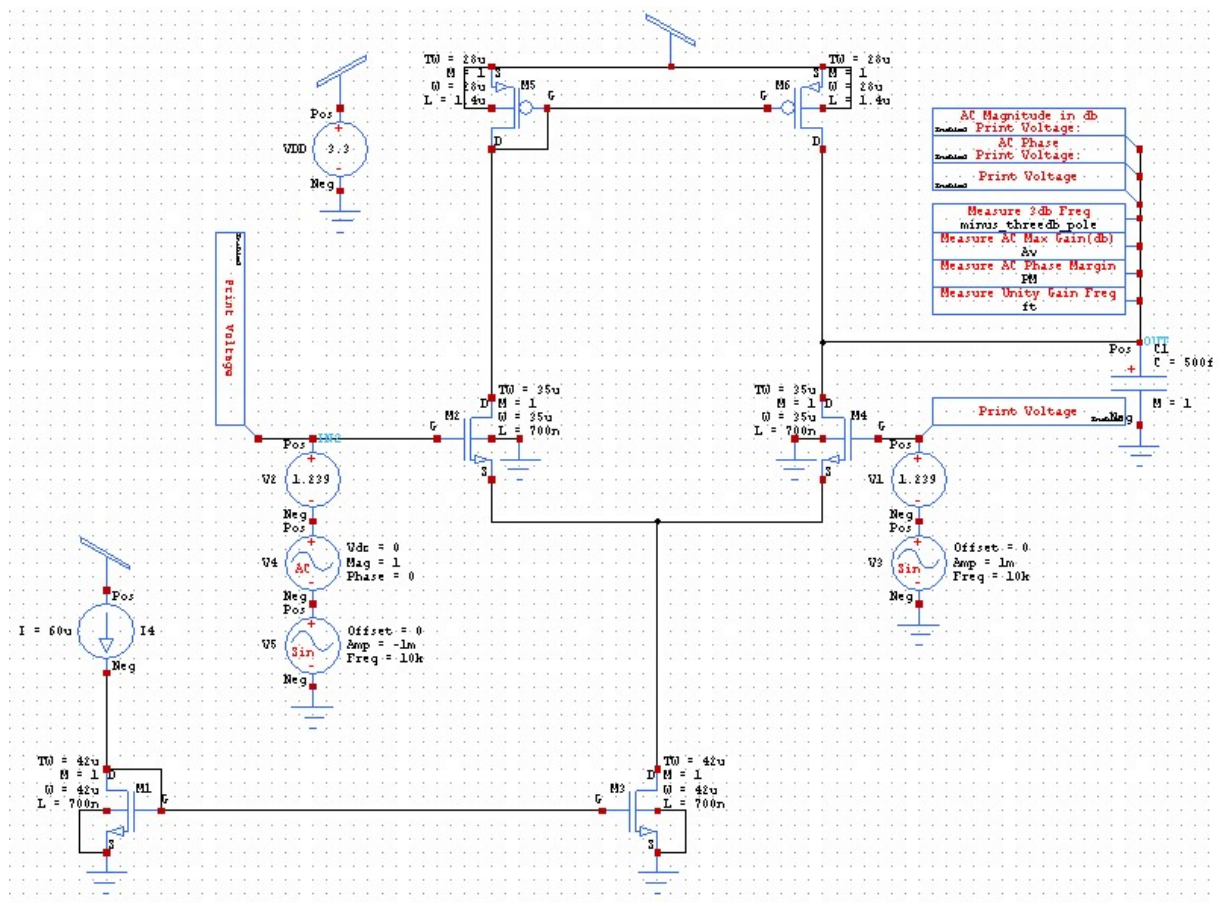 TW = 28u
M = 1
W = 28u
L = 1.4u
S
M5
G
D
TW = 28u
M = 1
W = 28u
L = 1.4u
S
M6
G
D
Pos
+
VDD
3.3
-
Neg
AC Magnitude in db
Enabled Print Voltage:
AC Phase
Enabled Print Voltage:
Print Voltage
Enabled
Measure 3db Freq
minus_threedb_pole
Measure AC Max Gain(db)
Av
Measure AC Phase Margin
PM
Measure Unity Gain Freq
ft
Enabled
Print Voltage
OUT
Pos
C1
C = 500f
+
M = 1
Neg
TW = 35u
M = 1
W = 35u
L = 700n
D
M2
G
S
TW = 35u
M = 1
W = 35u
L = 700n
D
M4
G
S
Print Voltage
Enabled
IN2
Pos
+
V2
1.239
-
Neg
Pos
+
V4
AC
-
Vdc = 0
Mag = 1
Phase = 0
Neg
Pos
+
V5
Sin
-
Offset = 0
Amp = -1m
Freq = 10k
Neg
Pos
+
V1
1.239
-
Neg
Pos
+
V3
Sin
-
Offset = 0
Amp = 1m
Freq = 10k
Neg
Pos
I = 60u
I4
Neg
TW = 42u
M = 1
W = 42u
L = 700n
D
M1
G
S
TW = 42u
M = 1
W = 42u
L = 700n
D
M3
G
S